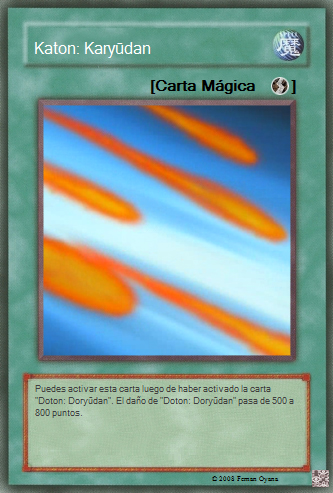 Katon: Karyūdan
魔
[Carta Mágica ]
Puedes activar esta carta luego de haber activado la carta
"Doton: Doryūdan". El daño de "Doton: Doryūdan" pasa de 500 a
800 puntos.
©2008 Fernan Oyana